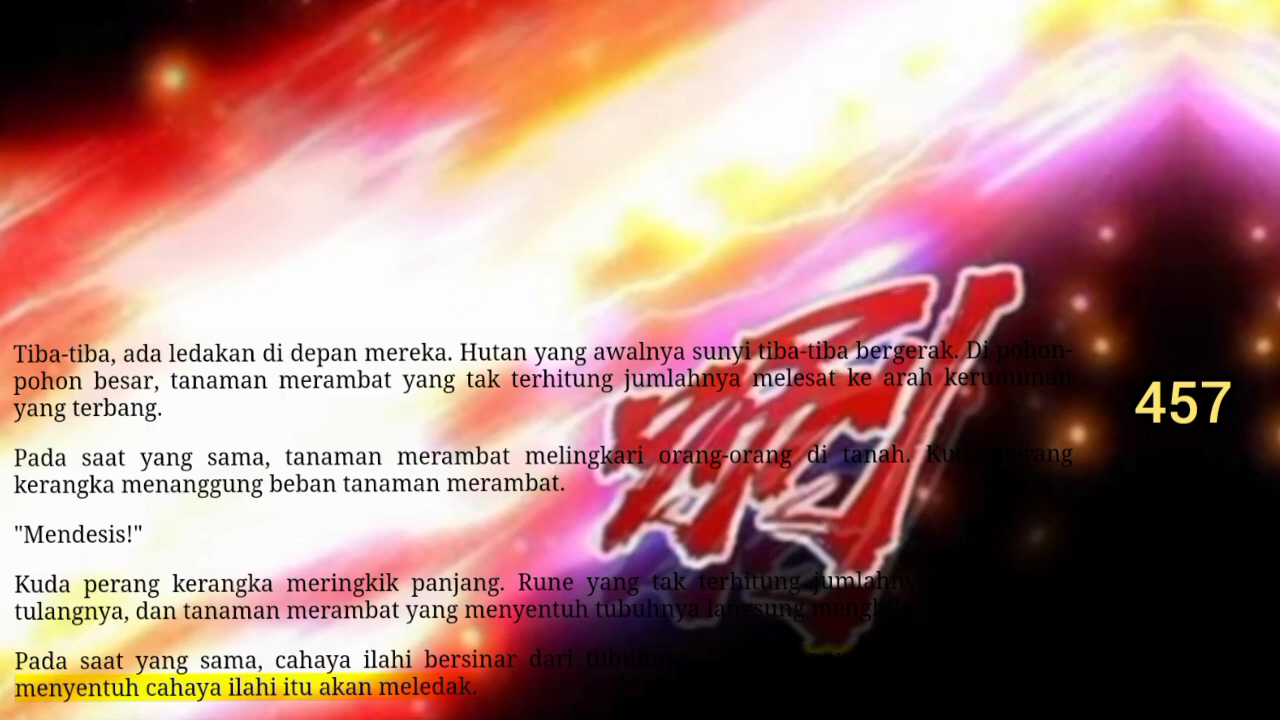 Tiba-tiba, ada ledakan di depan mereka. Hutan yang awalnya sunyi tiba-tiba bergerak. Di pohon-
pohon besar, tanaman merambat yang tak terhitung jumlahnya melesat ke arah kerumunan
yang terbang.
457
Pada saat yang sama, tanaman merambat melingkari orang-orang di tanah. Kuda perang
kerangka menanggung beban tanaman merambat.
"Mendesis!"
Kuda perang kerangka meringkik panjang. Rune yang tak terhitung jumlahnya
tulangnya, dan tanaman merambat yang menyentuh tubuhnya langsung
Pada saat yang sama, cahaya ilahi bersinar dari tubuhnya
menyentuh cahaya ilahi itu akan meledak.